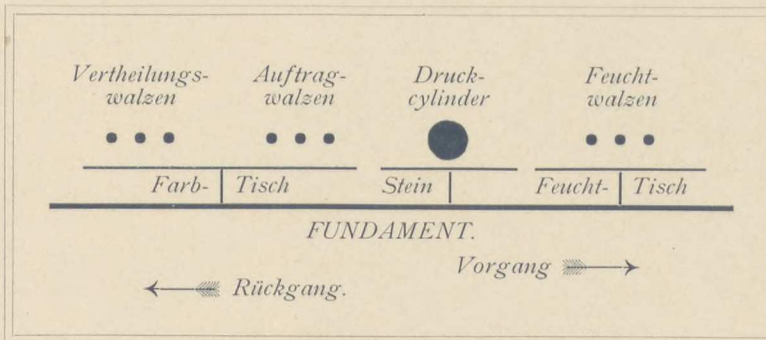 Vertheilungs-
walzen
Auftrag-
walzen
Druck-
cylinder
Feucht-
walzen
Farb- Tisch
Stein
Feucht- Tisch
FUNDAMENT.
Vorgang
Rückgang.